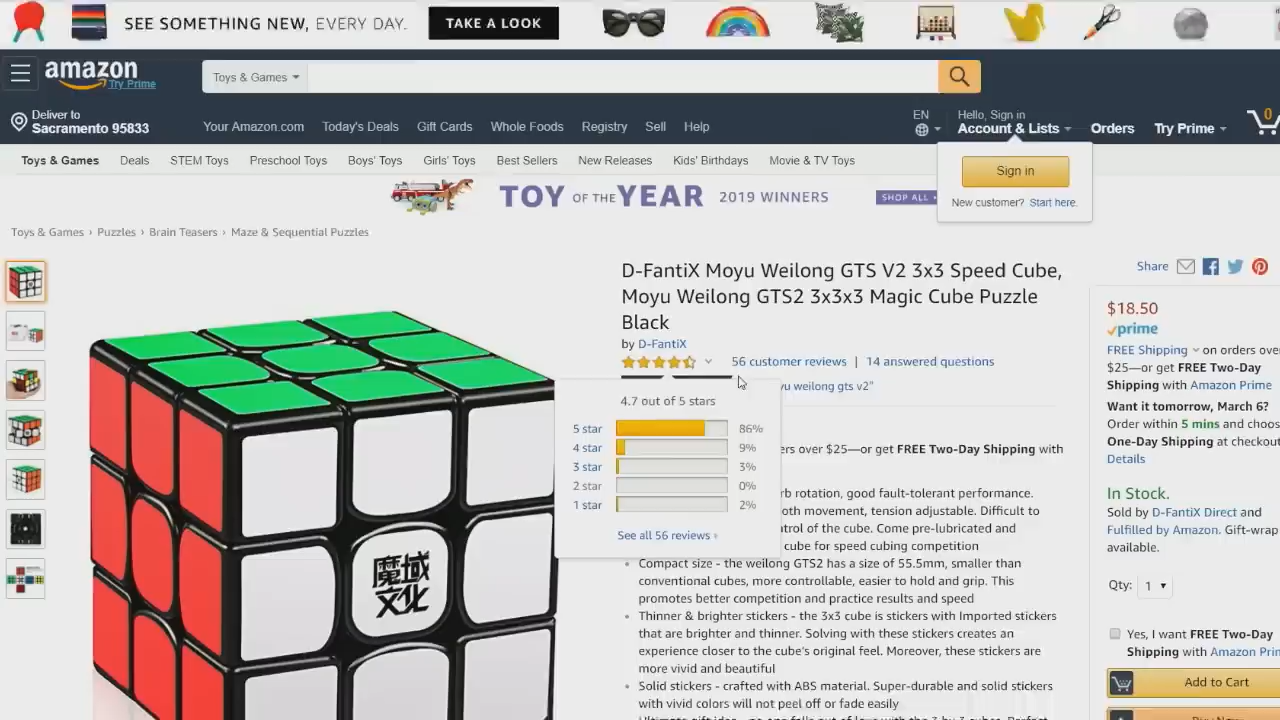 SEE SOMETHING NEW, EVERY DAY.
TAKE A LOOK
amazon
Try Prime
Toys & Games
Deliver to
Sacramento 95833
Your Amazon.com Today's Deals Gift Cards Whole Foods Registry Sell Help
EN
Hello, Sign in
Account & Lists
Orders
Try Prime
0
Toys & Games Deals STEM Toys Preschool Toys Boys' Toys Girls' Toys Best Sellers New Releases Kids' Birthdays Movie & TV Toys
Sign in
New customer? Start here.
TOY OF THE YEAR 2019 WINNERS
SHOP ALL
Toys & Games › Puzzles › Brain Teasers › Maze & Sequential Puzzles
魔域
文化
D-FantiX Moyu Weilong GTS V2 3x3 Speed Cube,
Moyu Weilong GTS2 3x3x3 Magic Cube Puzzle
Black
by D-FantiX
56 customer reviews | 14 answered questions
weilong gts v2"
4.7 out of 5 stars
5 star 86%
4 star 9%
3 star 3%
2 star 0%
1 star 2%
See all 56 reviews ›
over $25—or get FREE Two-Day Shipping with
rotation, good fault-tolerant performance.
movement, tension adjustable. Difficult to
of the cube. Come pre-lubricated and
cube for speed cubing competition
• Compact size - the weilong GTS2 has a size of 55.5mm, smaller than
conventional cubes, more controllable, easier to hold and grip. This
promotes better competition and practice results and speed
• Thinner & brighter stickers - the 3x3 cube is stickers with Imported stickers
that are brighter and thinner. Solving with these stickers creates an
experience closer to the cube's original feel. Moreover, these stickers are
more vivid and beautiful
• Solid stickers - crafted with ABS material. Super-durable and solid stickers
with vivid colors will not peel off or fade easily
Share
$18.50
prime
FREE Shipping on orders over
$25—or get FREE Two-Day
Shipping with Amazon Prime
Want it tomorrow, March 6?
Order within 5 mins and choose
One-Day Shipping at checkout
Details
In Stock.
Sold by D-FantiX Direct and
Fulfilled by Amazon. Gift-wrap
available.
Qty: 1
Yes, I want FREE Two-Day
Shipping with Amazon
Add to Cart